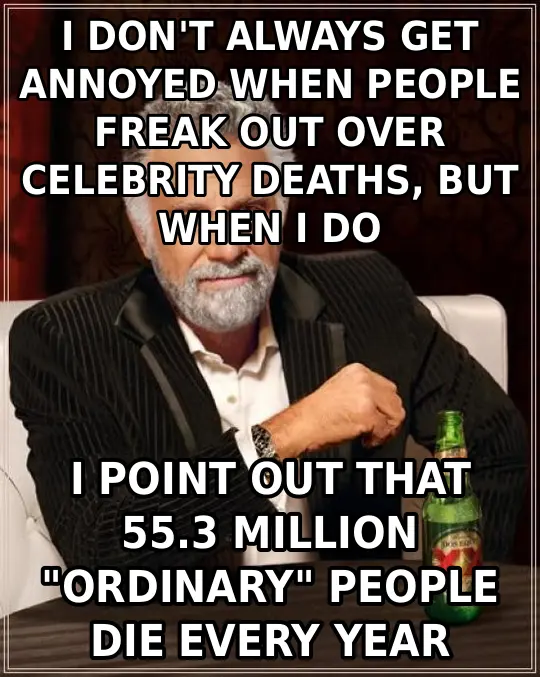 I DON'T ALWAYS GET
ANNOYED WHEN PEOPLE
FREAK OUT OVER
CELEBRITY DEATHS, BUT
WHEN I DO
I POINT OUT THAT
55.3 MILLION
"ORDINARY" PEOPLE
DIE EVERY YEAR